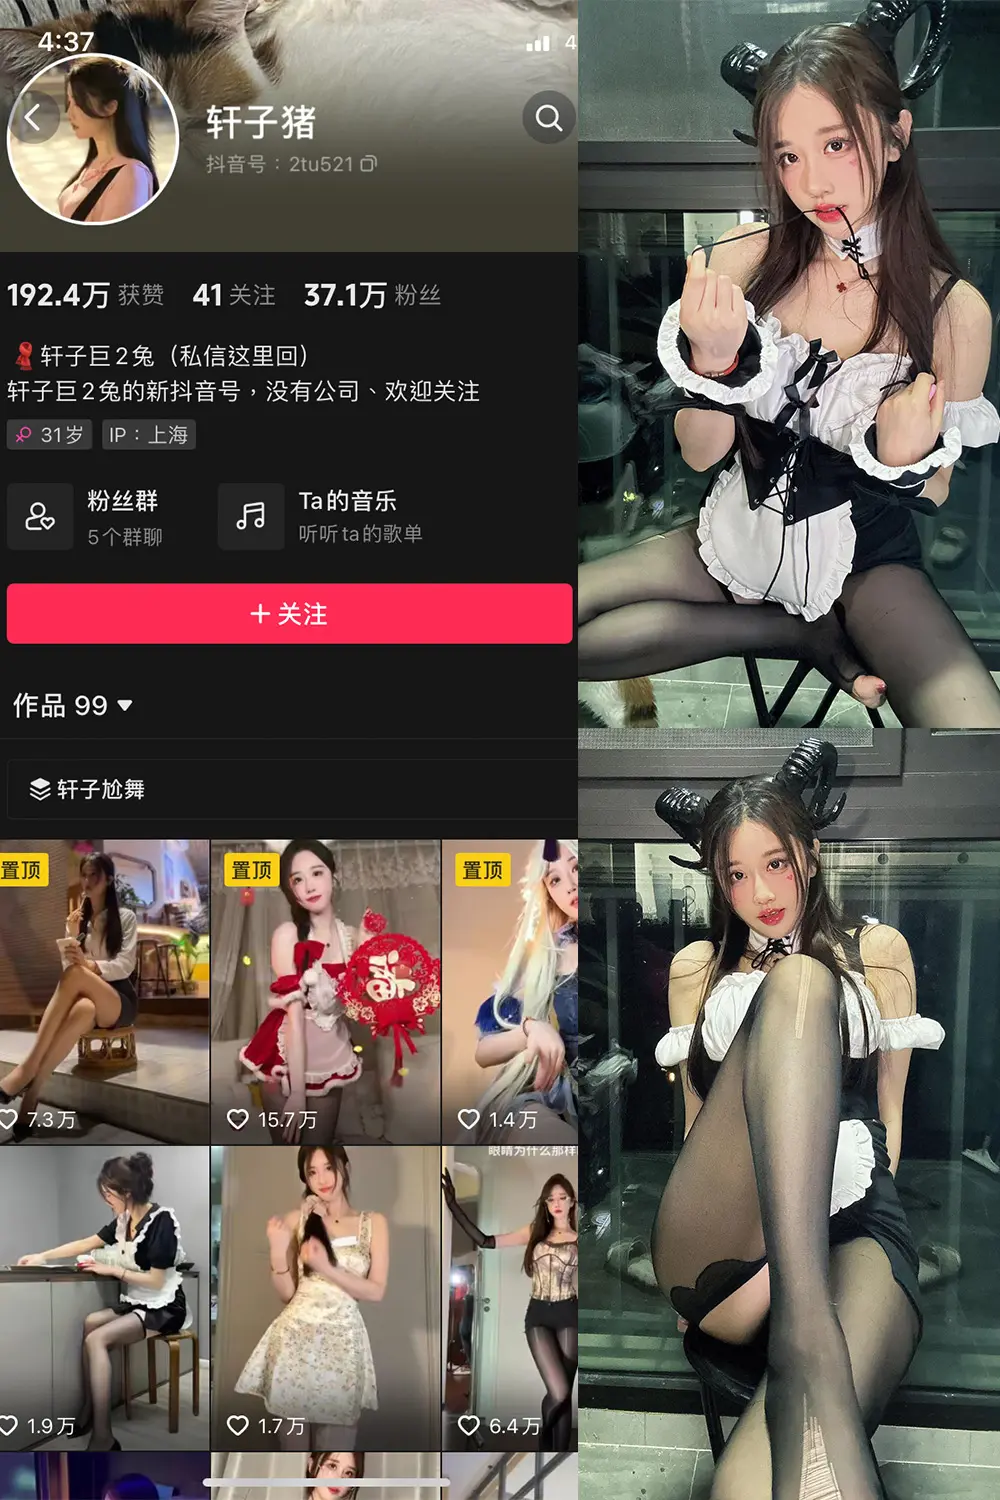 4:37
4
轩子猪
抖音号：2tu521
192.4万 获赞 41 关注 37.1万 粉丝
轩子巨2兔（私信这里回）
轩子巨2兔的新抖音号，没有公司、欢迎关注
31岁 IP：上海
粉丝群 Ta的音乐
5个群聊 听听ta的歌单
+ 关注
作品 99
轩子尬舞
置顶 置顶 置顶
福
7.3万 15.7万 1.4万
眼睛为什么那样
1.9万 1.7万 6.4万